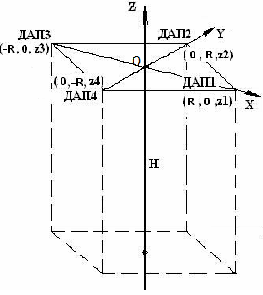 Z
ДАП3
(-R, 0, z3)
ДАП2
Y
(0, R,z2)
O
(0,-R, z4)
ДАП4
ДАП1
(R, 0,z1)
X
H